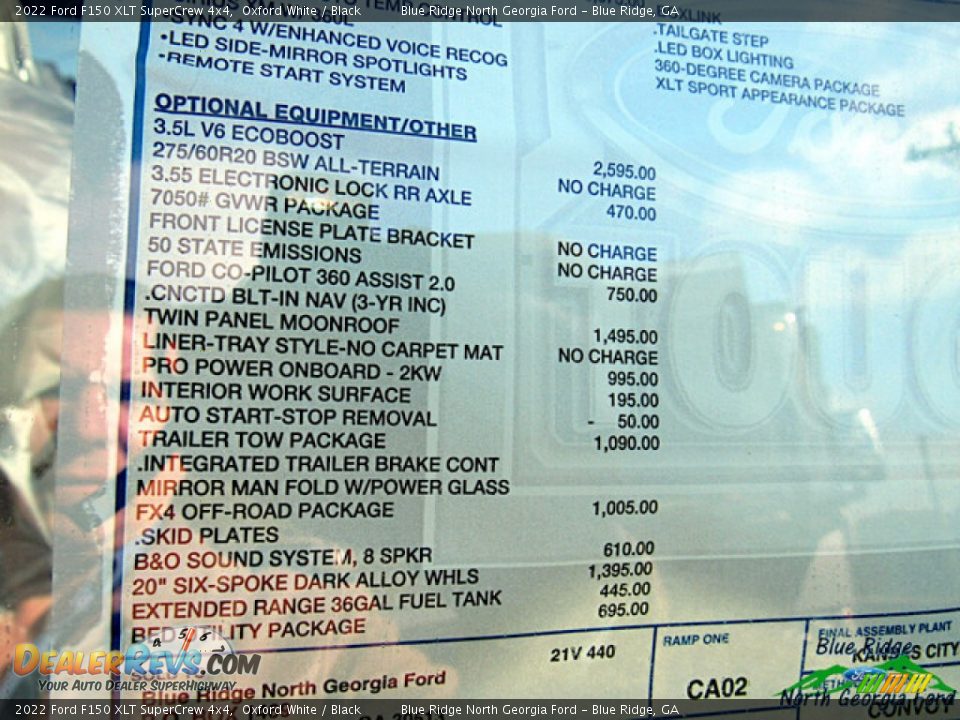 2022 Ford F150 XLT SuperCrew 4x4,  Oxford White / Black          Blue Ridge North Georgia Ford - Blue Ridge, GA
TEMP CONTROL
•SYNC 4 W/ENHANCED VOICE RECOG
•LED SIDE-MIRROR SPOTLIGHTS
•REMOTE START SYSTEM
.TAILGATE STEP
.LED BOX LIGHTING
360-DEGREE CAMERA PACKAGE
XLT SPORT APPEARANCE PACKAGE
OPTIONAL EQUIPMENT/OTHER
3.5L V6 ECOBOOST 2,595.00
275/60R20 BSW ALL-TERRAIN NO CHARGE
3.55 ELECTRONIC LOCK RR AXLE 470.00
7050# GVWR PACKAGE
FRONT LICENSE PLATE BRACKET NO CHARGE
50 STATE EMISSIONS NO CHARGE
FORD CO-PILOT 360 ASSIST 2.0 750.00
.CNCTD BLT-IN NAV (3-YR INC)
TWIN PANEL MOONROOF 1,495.00
LINER-TRAY STYLE-NO CARPET MAT NO CHARGE
PRO POWER ONBOARD - 2KW 995.00
INTERIOR WORK SURFACE 195.00
AUTO START-STOP REMOVAL - 50.00
TRAILER TOW PACKAGE 1,090.00
.INTEGRATED TRAILER BRAKE CONT
MIRROR MAN FOLD W/POWER GLASS
FX4 OFF-ROAD PACKAGE 1,005.00
.SKID PLATES
B&O SOUND SYSTEM, 8 SPKR 610.00
20" SIX-SPOKE DARK ALLOY WHLS 1,395.00
EXTENDED RANGE 36GAL FUEL TANK 445.00
BED UTILITY PACKAGE 695.00
21V 440
RAMP ONE
CA02
FINAL ASSEMBLY PLANT
KANSAS CITY
CONVOY
Blue Ridge North Georgia Ford
DealerRevs.com
Your Auto Dealer SuperHighway
Blue Ridge
North Georgia Ford
2022 Ford F150 XLT SuperCrew 4x4,  Oxford White / Black          Blue Ridge North Georgia Ford - Blue Ridge, GA